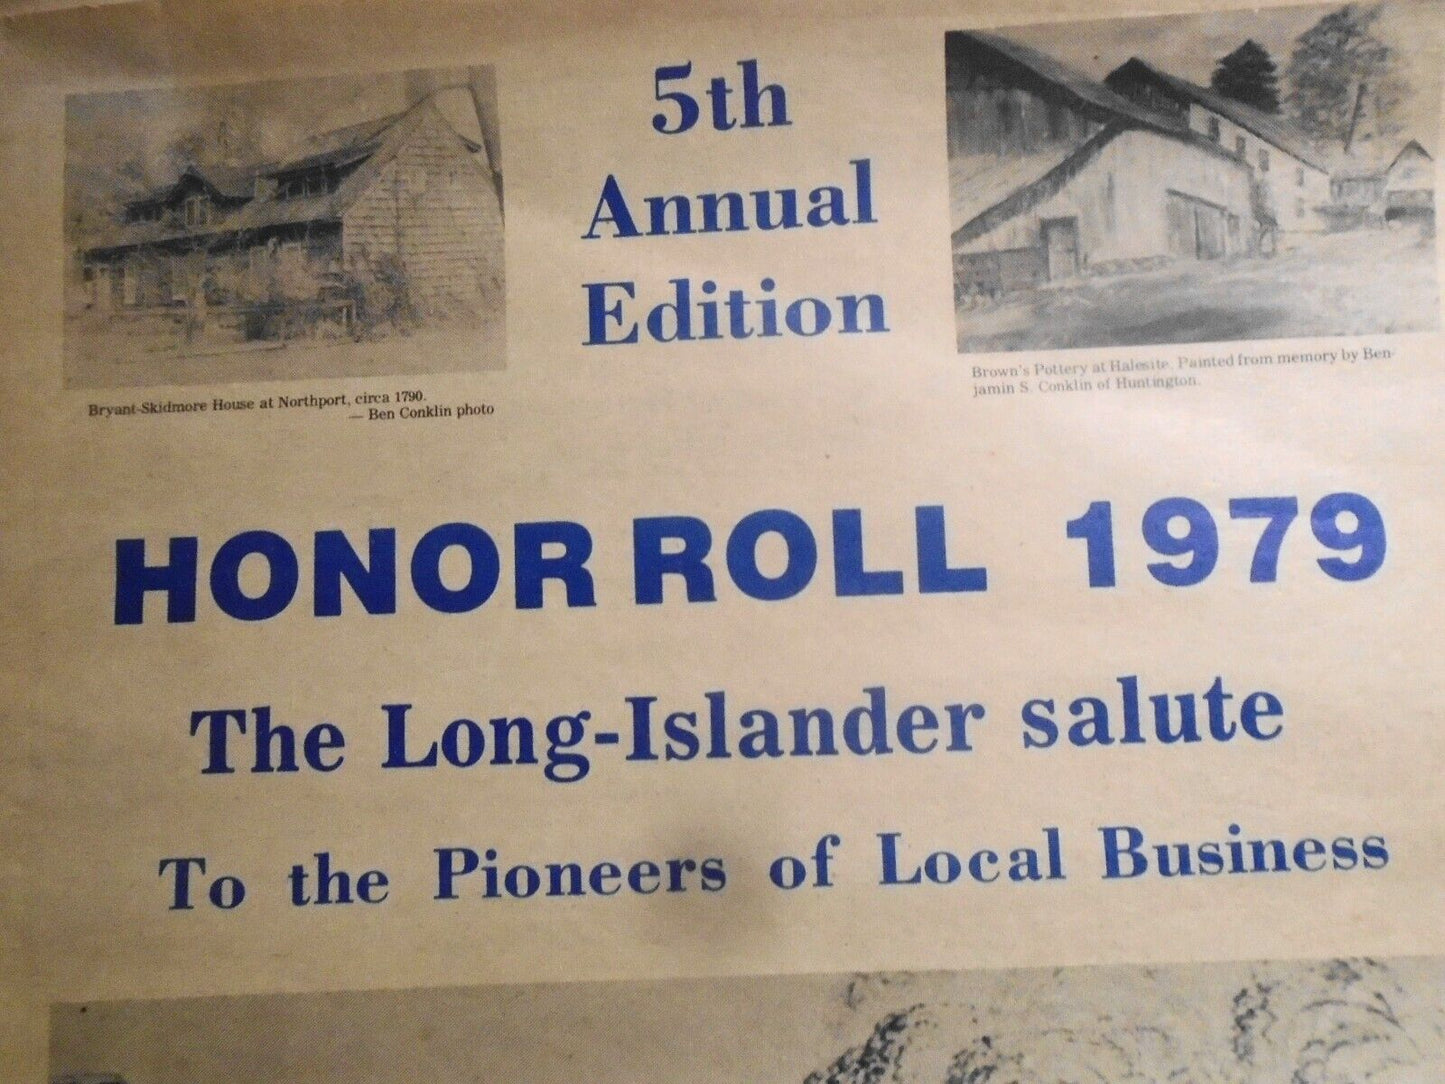 5th
Annual
Edition
Bryant-Skidmore House at Northport, circa 1790.
— Ben Conklin photo
Brown's Pottery at Halesite. Painted from memory by Ben-
jamin S. Conklin of Huntington.
HONOR ROLL 1979
The Long-Islander salute
To the Pioneers of Local Business